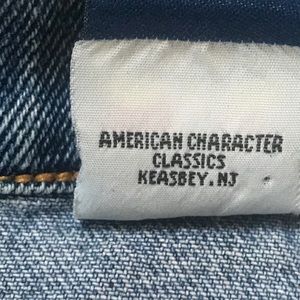 AMERICAN CHARACTER
CLASSICS
KEASBEY, NJ